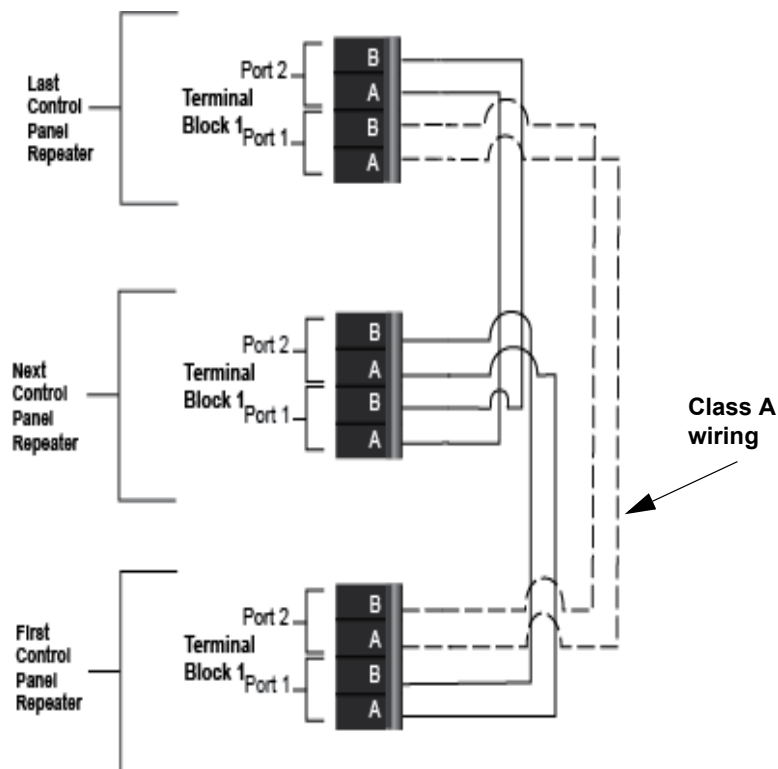 Last
Control
Panel
Repeater
Terminal
Block 1
Port 2
Port 1
B
A
B
A
Next
Control
Panel
Repeater
Terminal
Block 1
Port 2
Port 1
B
A
B
A
Class A
wiring
First
Control
Panel
Repeater
Terminal
Block 1
Port 2
Port 1
B
A
B
A